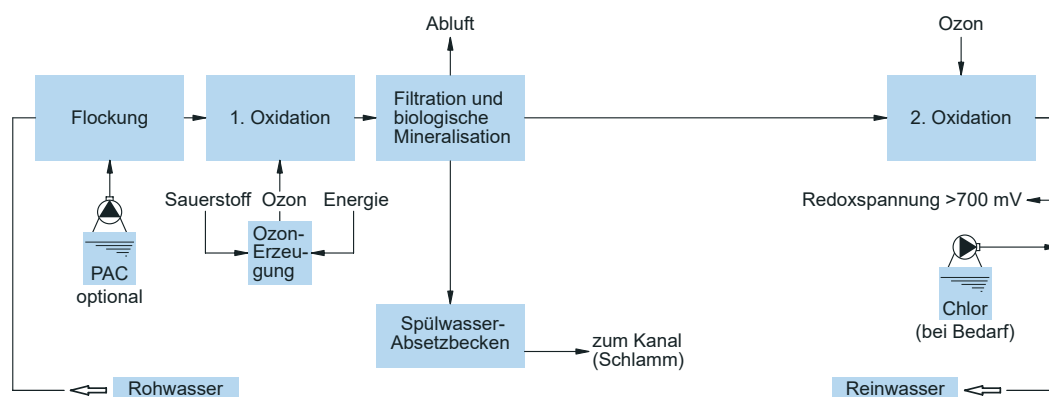 Abluft
Ozon
Flockung
1. Oxidation
Filtration und
biologische
Mineralisation
2. Oxidation
Sauerstoff
Ozon
Energie
Redoxspannung >700 mV
Ozon-
Erzeu-
gung
PAC
optional
Chlor
(bei Bedarf)
Spülwasser-
Absetzbecken
zum Kanal
(Schlamm)
Rohwasser
Reinwasser